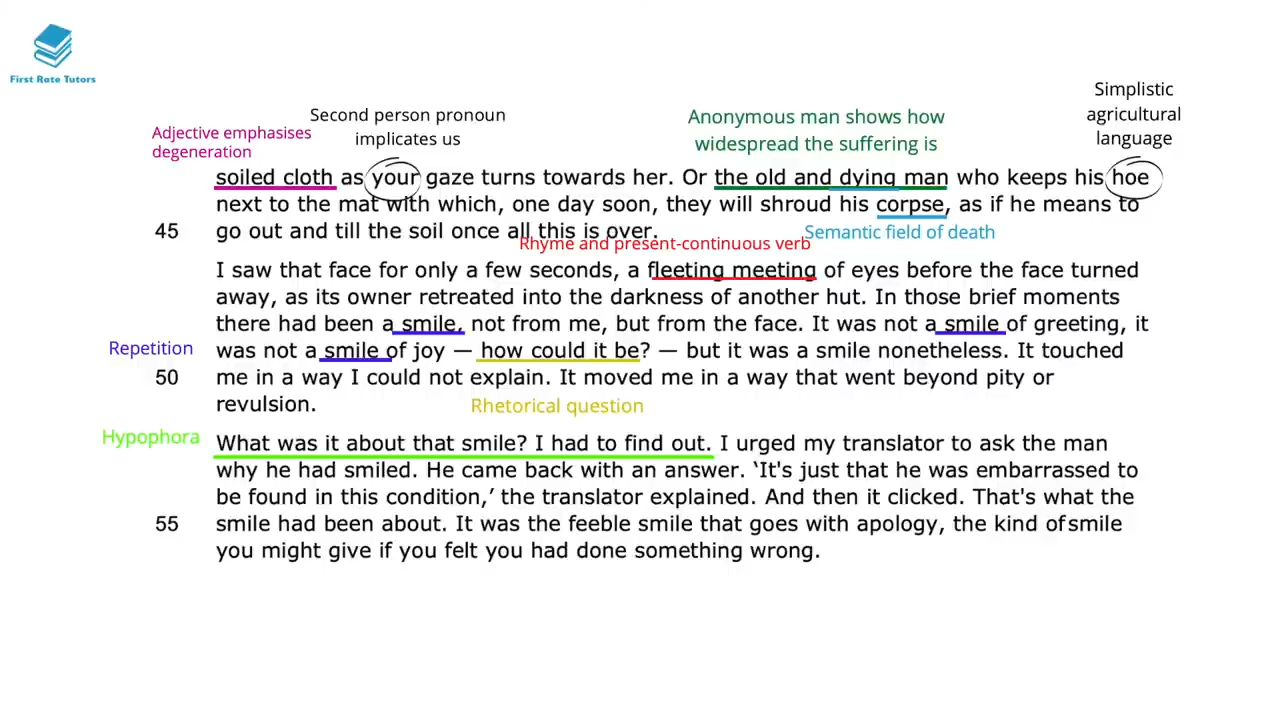 First Rate Tutors
Simplistic
agricultural
language
Second person pronoun
implicates us
Anonymous man shows how
widespread the suffering is
Adjective emphasises
degeneration
soiled cloth as your gaze turns towards her. Or the old and dying man who keeps his hoe
next to the mat with which, one day soon, they will shroud his corpse, as if he means to
45 go out and till the soil once all this is over.
Semantic field of death
Rhyme and present-continuous verb
I saw that face for only a few seconds, a fleeting meeting of eyes before the face turned
away, as its owner retreated into the darkness of another hut. In those brief moments
there had been a smile, not from me, but from the face. It was not a smile of greeting, it
Repetition
was not a smile of joy — how could it be? — but it was a smile nonetheless. It touched
50 me in a way I could not explain. It moved me in a way that went beyond pity or
revulsion.
Rhetorical question
Hypophora
What was it about that smile? I had to find out. I urged my translator to ask the man
why he had smiled. He came back with an answer. ‘It's just that he was embarrassed to
be found in this condition,’ the translator explained. And then it clicked. That's what the
55 smile had been about. It was the feeble smile that goes with apology, the kind of smile
you might give if you felt you had done something wrong.